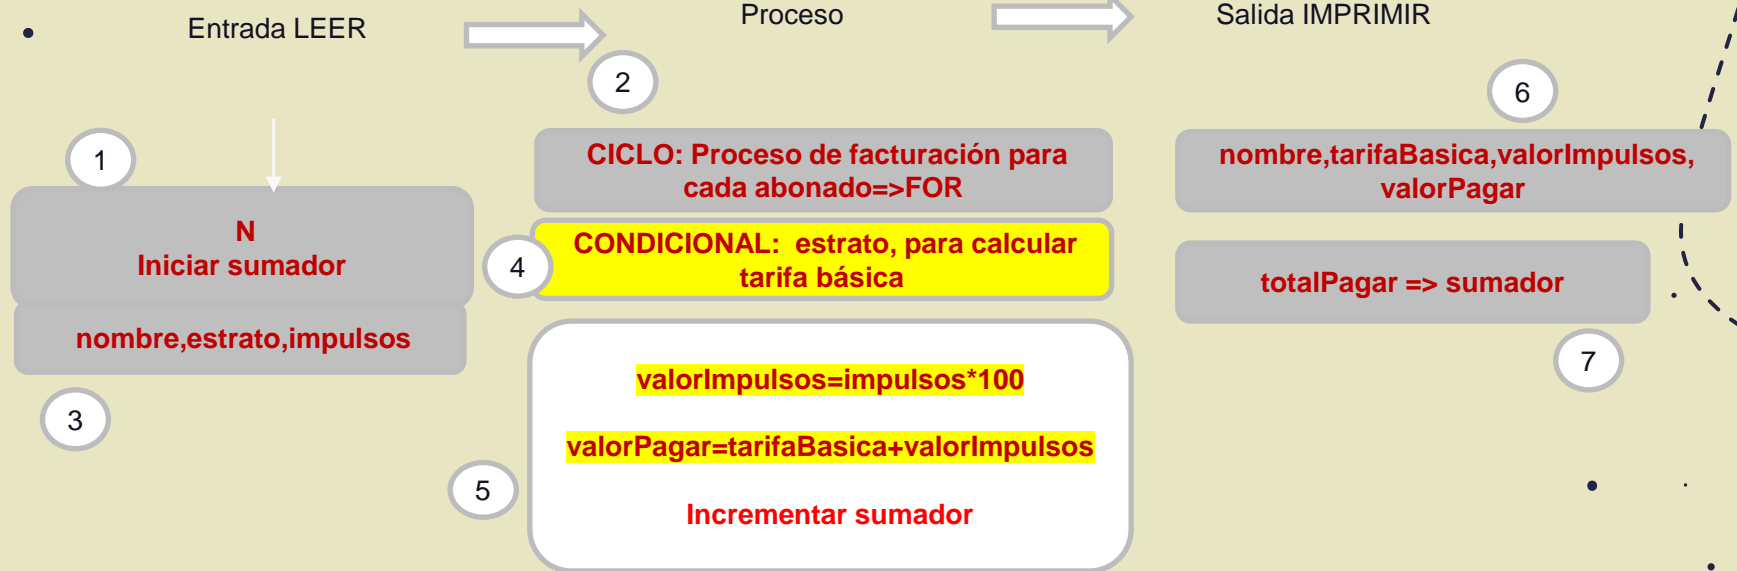 Entrada LEER
Proceso
Salida IMPRIMIR
1
N
Iniciar sumador
nombre,estrato,impulsos
3
2
CICLO: Proceso de facturación para
cada abonado=>FOR
4
CONDICIONAL: estrato, para calcular
tarifa básica
valorImpulsos=impulsos*100
valorPagar=tarifaBasica+valorImpulsos
5
Incrementar sumador
6
nombre,tarifaBasica,valorImpulsos,
valorPagar
totalPagar => sumador
7